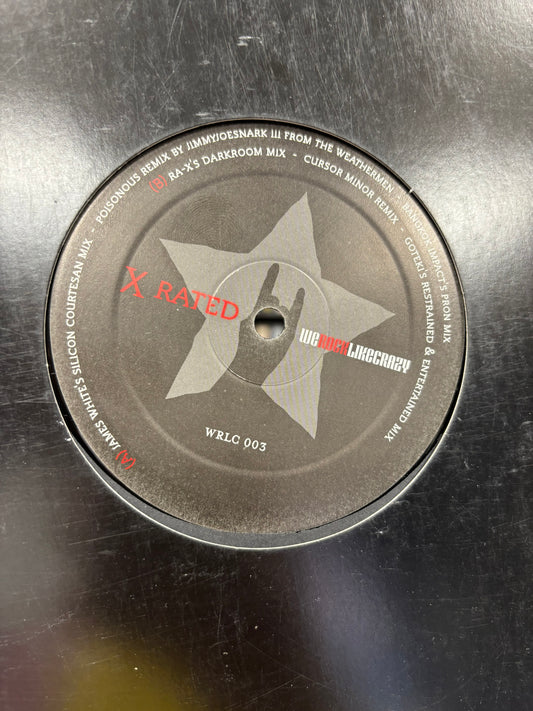 (A) JAMES WHITE'S SILICON COURTESAN MIX - POISONOUS REMIX BY JIMMYJOESNARK III FROM THE WEATHERMEN - BANGKOK IMPACT'S PRON MIX
(B) RA-X'S DARKROOM MIX - CURSOR MINOR REMIX - GOTEKI'S RESTRAINED & ENTERTAINED MIX
X RATED
WEROCKLIKECRAZY
WRLC 003